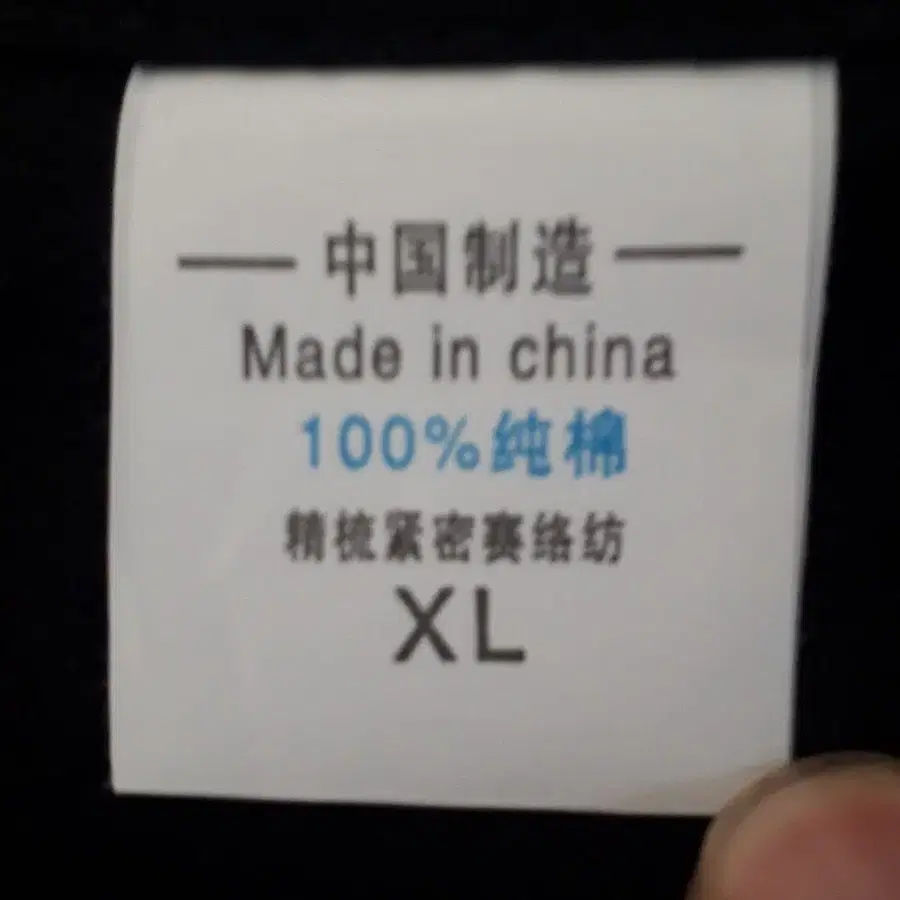 中国制造
Made in china
100%纯棉
精梳紧密赛络纺
XL